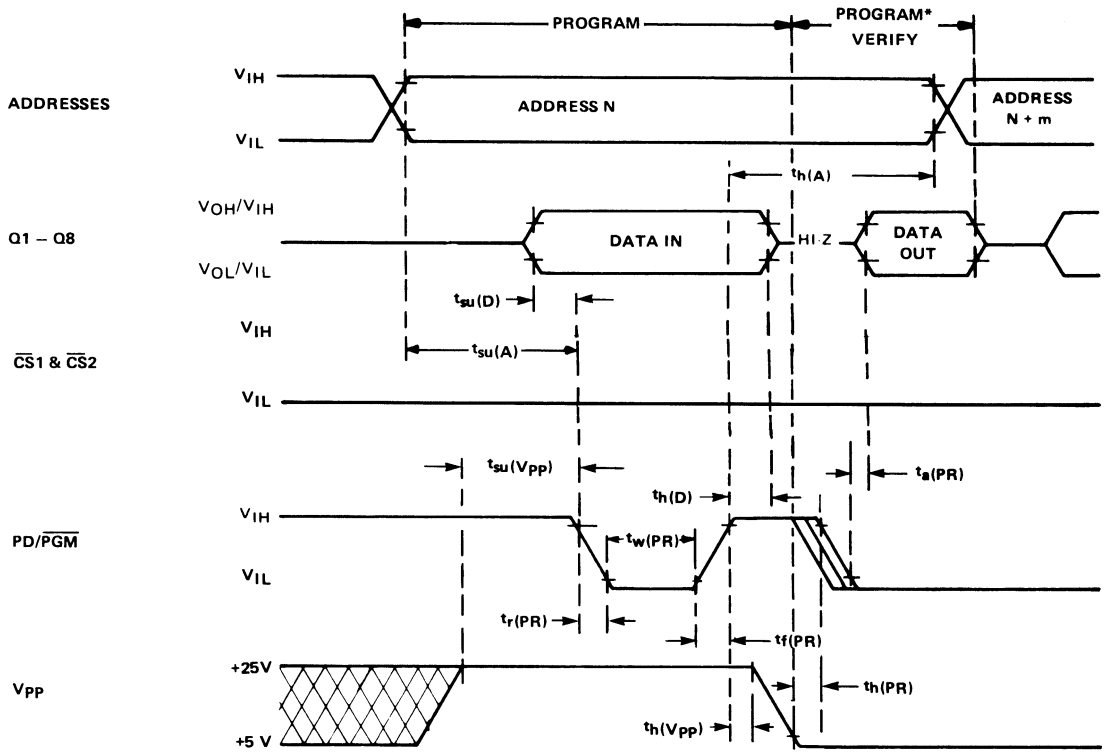 PROGRAM
PROGRAM*
VERIFY
ADDRESSES
VIH
VIL
ADDRESS N
ADDRESS
N + m
th(A)
Q1 – Q8
VOH/VIH
VOL/VIL
DATA IN
HI-Z
DATA
OUT
tsu(D)
VIH
tsu(A)
CS1 & CS2
VIL
tsu(VPP)
ta(PR)
th(D)
PD/PGM
VIH
tw(PR)
VIL
tr(PR)
tf(PR)
VPP
+25V
th(PR)
th(VPP)
+5 V